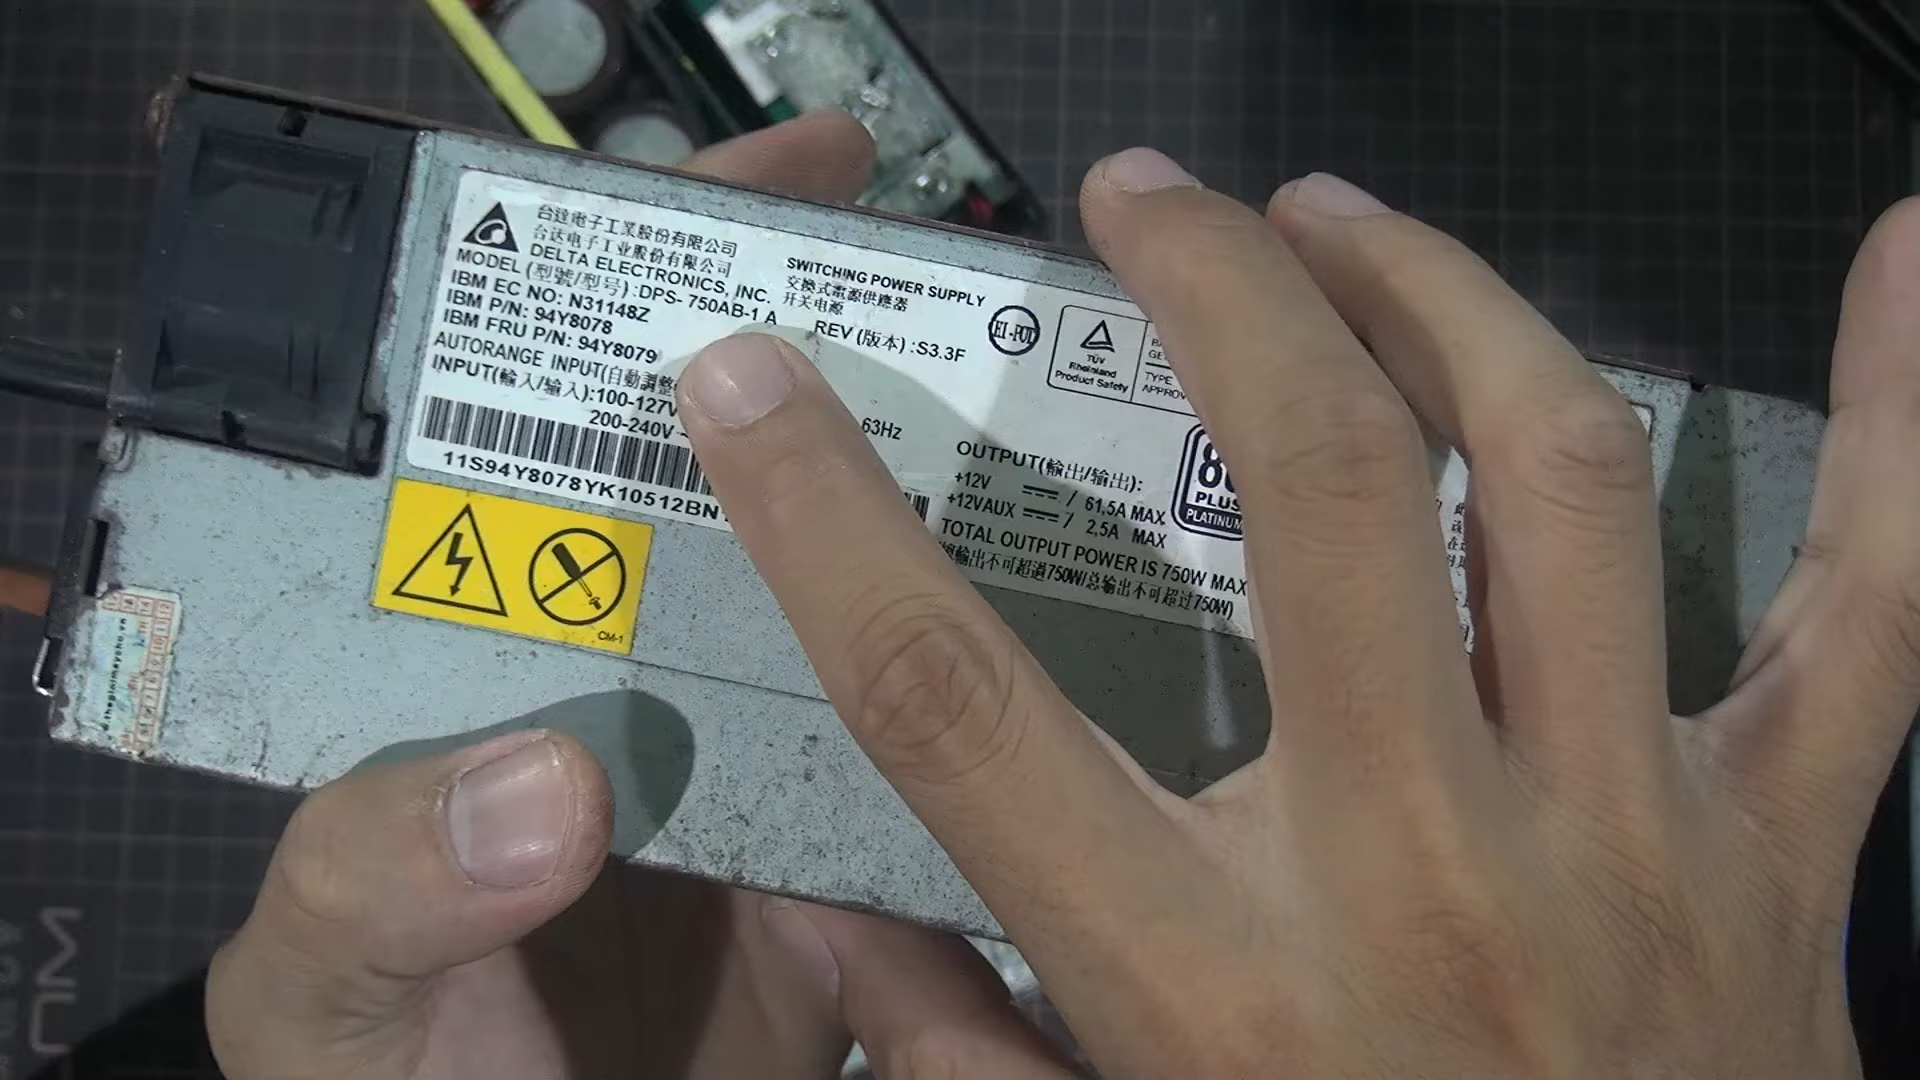 台達電子工業股份有限公司
台达电子工业股份有限公司
DELTA ELECTRONICS, INC.
MODEL (型號/型号) :DPS- 750AB-1 A
IBM EC NO: N31148Z
IBM P/N: 94Y8078
IBM FRU P/N: 94Y8079
AUTORANGE INPUT(自動調整
INPUT(輸入/输入):100-127V
200-240V ~
63Hz
11S94Y8078YK10512BN
SWITCHING POWER SUPPLY
交換式電源供應器
开关电源
REV (版本) :S3.3F
HI-POT
TÜV
Rheinland
Product Safety
TYPE
OUTPUT(輸出/输出):
+12V / 61.5A MAX
+12VAUX / 2.5A MAX
TOTAL OUTPUT POWER IS 750W MAX
輸出不可超過750W/总输出不可超过750W)
PLUS
PLATINUM
CM-1